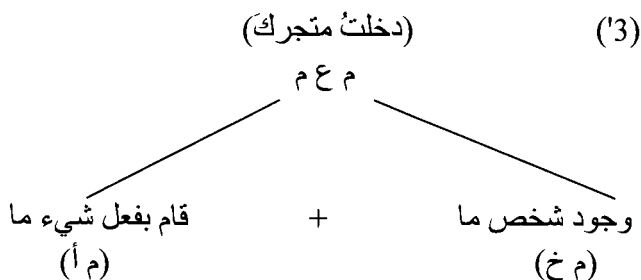 (3')
(دخلتُ متجركَ)
م ع م
وجود شخص ما + قام بفعل شيء ما
(م خ) (م أ)